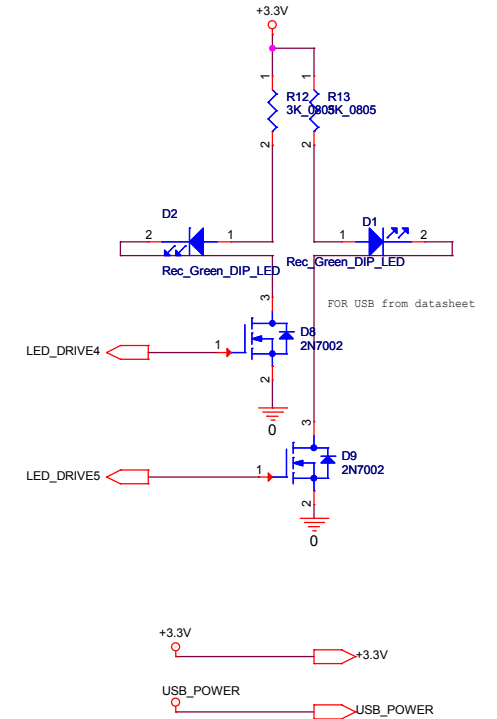 +3.3V
1
1
R12
R13
3K_0805
3K_0805
2
2
D2
D1
2
1
1
2
Rec_Green_DIP_LED
Rec_Green_DIP_LED
FOR USB from datasheet
3
D8
2N7002
1
LED_DRIVE4
2
0
3
D9
2N7002
1
LED_DRIVE5
2
0
+3.3V
+3.3V
USB_POWER
USB_POWER